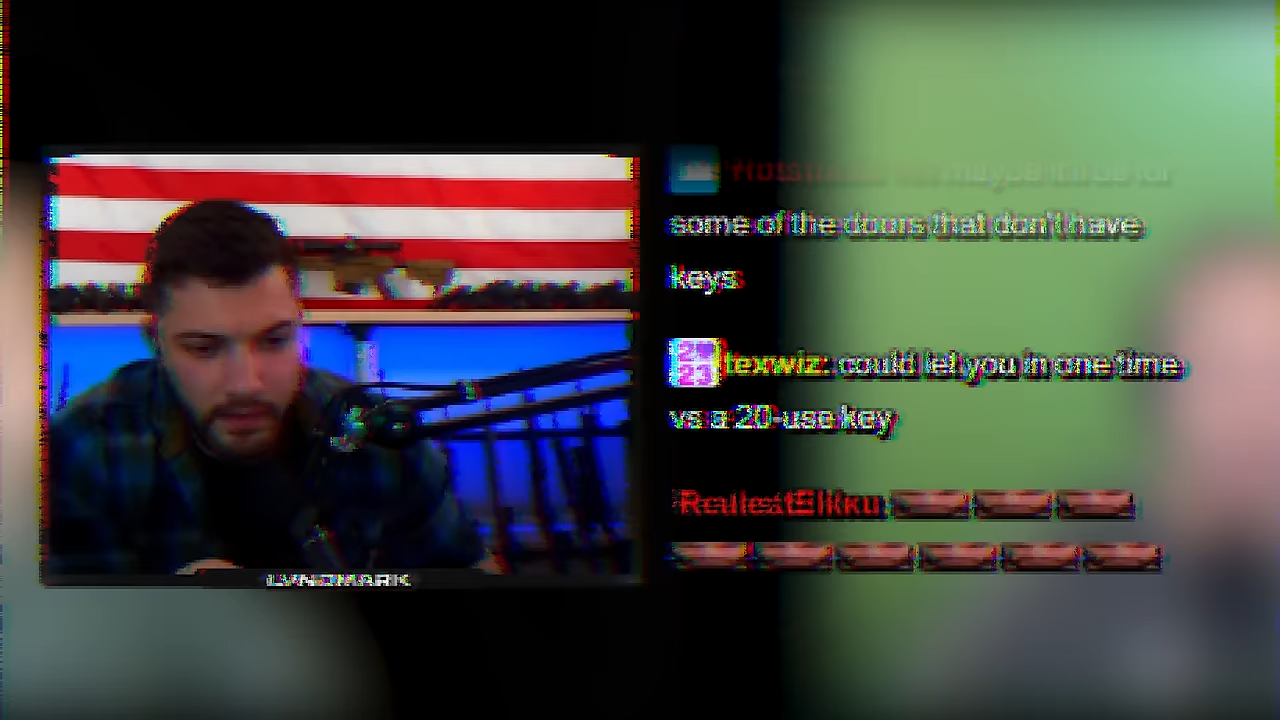 some of the doors that don't have
keys
texwiz: could let you in one time
vs a 20-use key
LVNDMARK